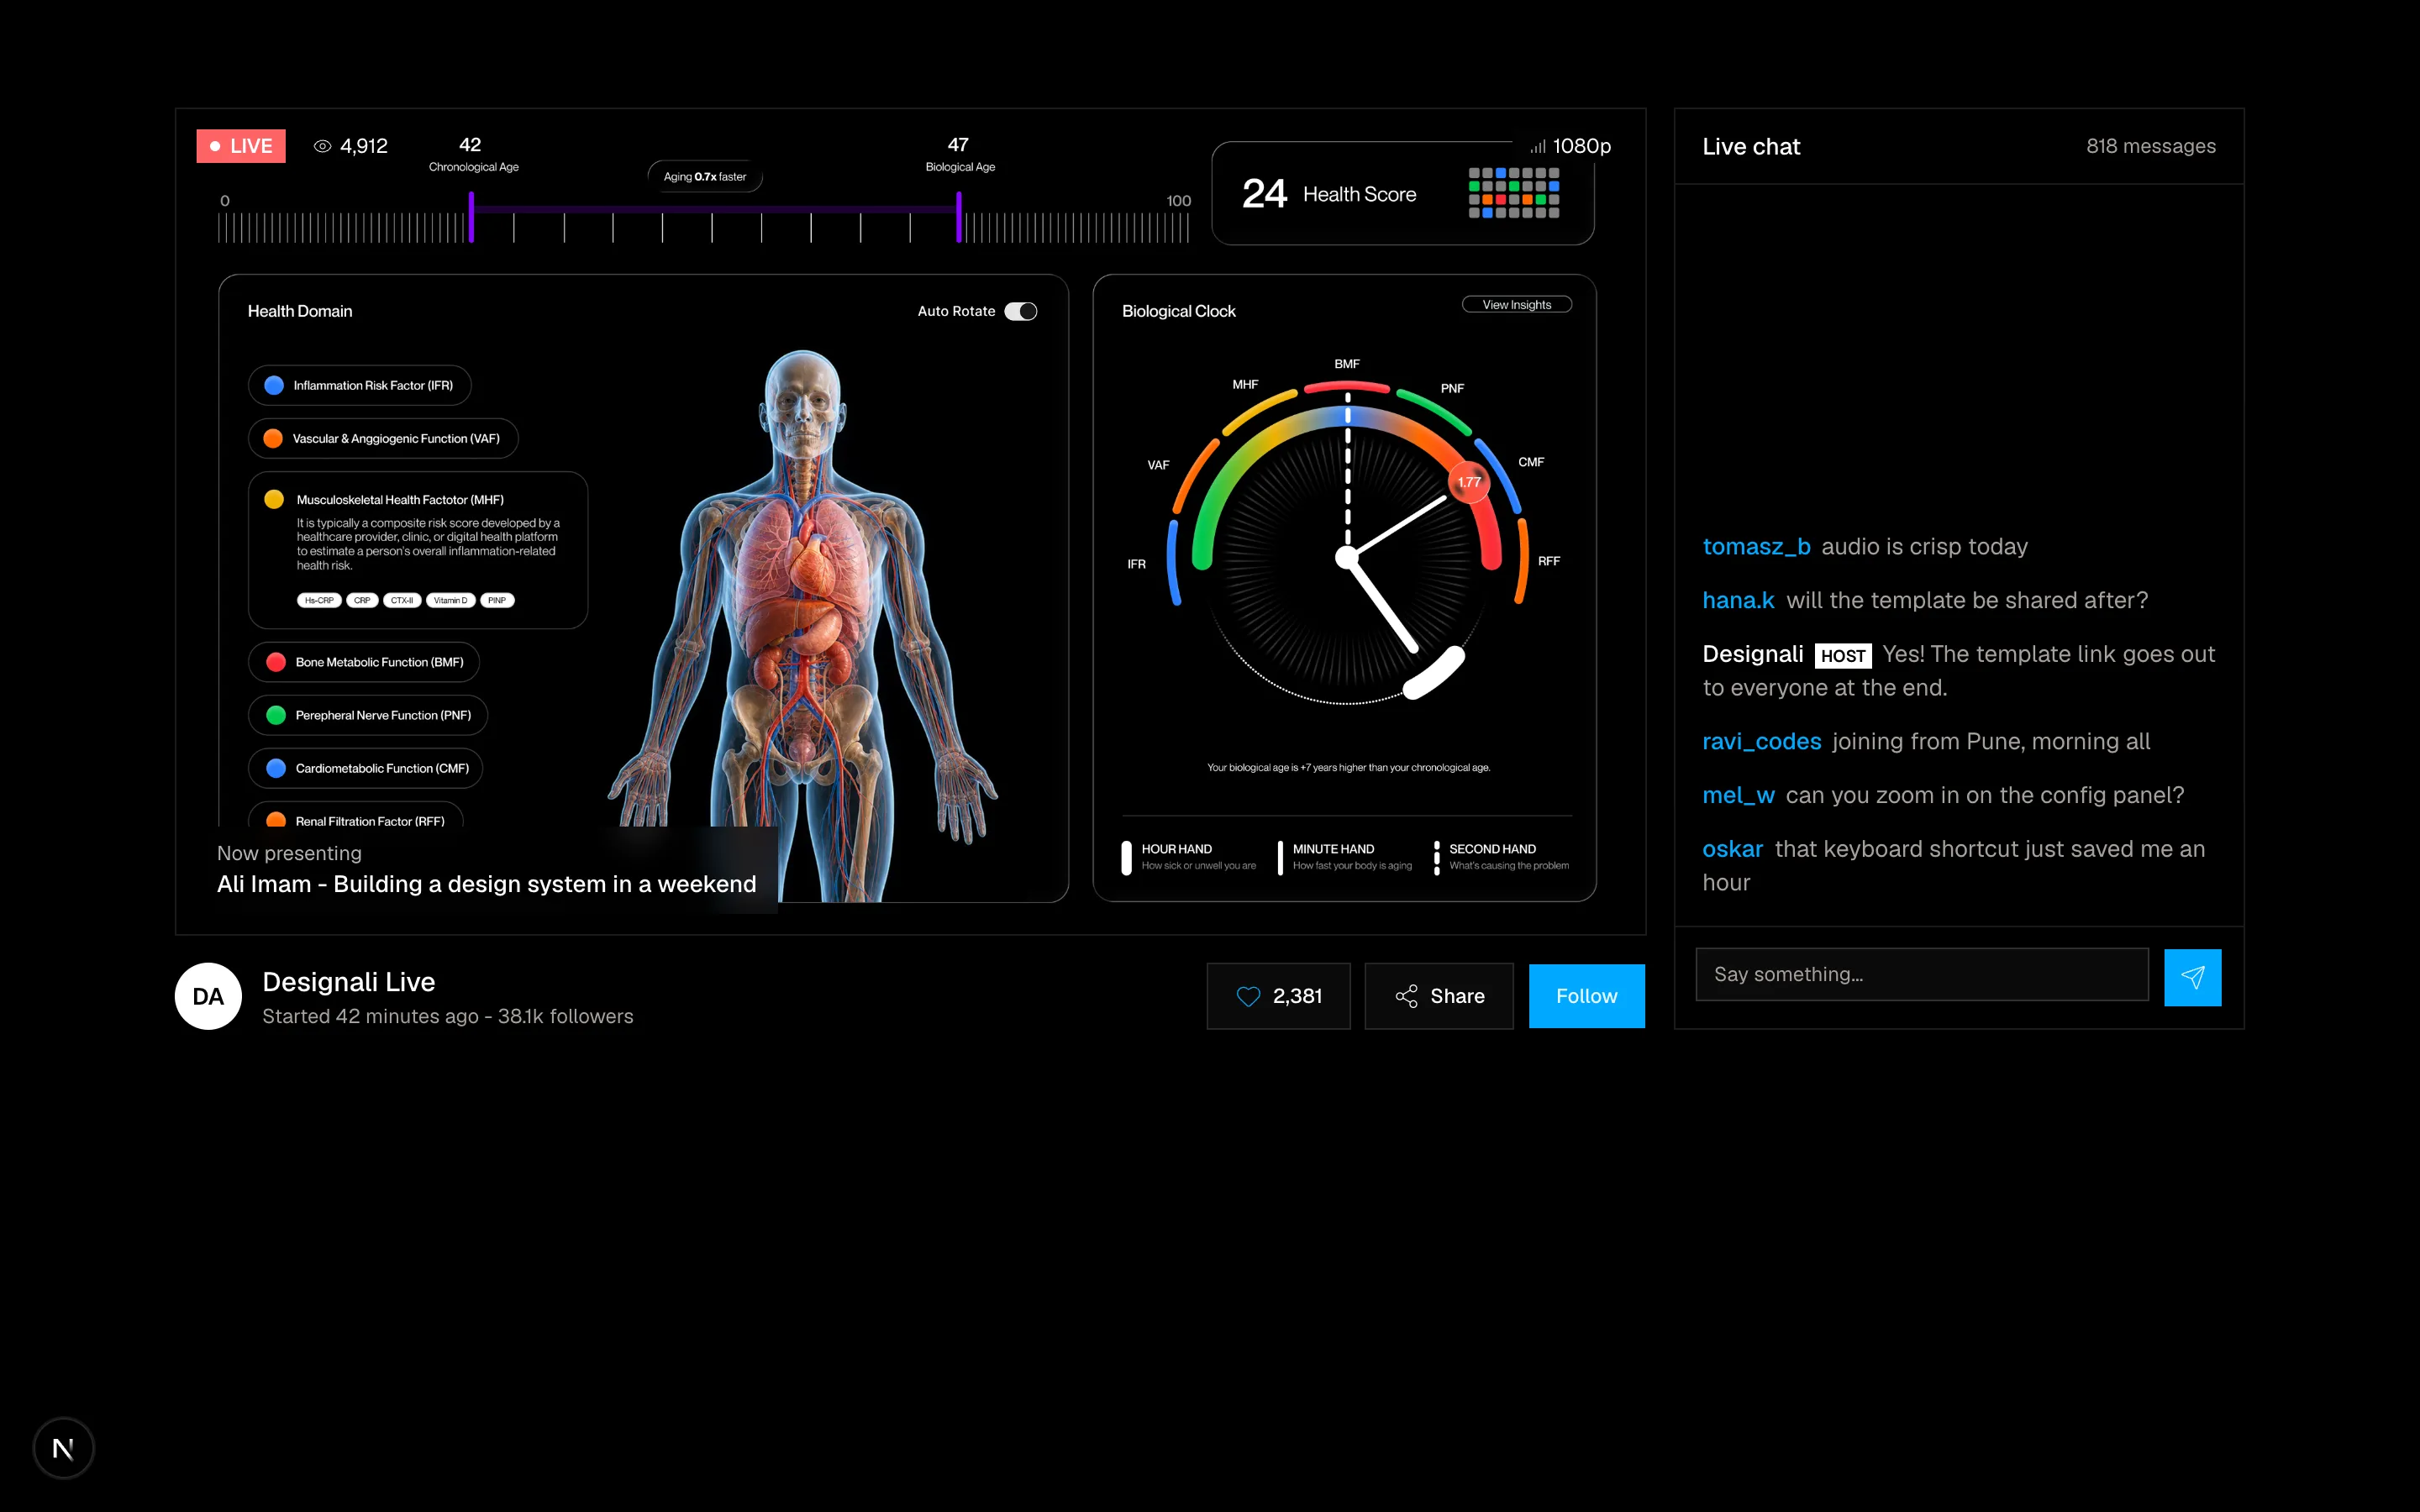 LIVE
4,912
42
Chronological Age
Aging 0.7x faster
47
Biological Age
0
100
24 Health Score
1080p
Health Domain
Auto Rotate
Inflammation Risk Factor (IFR)
Vascular & Anggiogenic Function (VAF)
Musculoskeletal Health Factotor (MHF)
It is typically a composite risk score developed by a
healthcare provider, clinic, or digital health platform
to estimate a person's overall inflammation-related
health risk.
Hs-CRP CRP CTX-II Vitamin D PINP
Bone Metabolic Function (BMF)
Perepheral Nerve Function (PNF)
Cardiometabolic Function (CMF)
Renal Filtration Factor (RFF)
Now presenting
Ali Imam - Building a design system in a weekend
Biological Clock
View Insights
BMF
MHF
PNF
VAF
CMF
1.77
IFR
RFF
Your biological age is +7 years higher than your chronological age.
HOUR HAND
How sick or unwell you are
MINUTE HAND
How fast your body is aging
SECOND HAND
What's causing the problem
DA
Designali Live
Started 42 minutes ago - 38.1k followers
2,381
Share
Follow
Live chat
818 messages
tomasz_b audio is crisp today
hana.k will the template be shared after?
Designali HOST Yes! The template link goes out
to everyone at the end.
ravi_codes joining from Pune, morning all
mel_w can you zoom in on the config panel?
oskar that keyboard shortcut just saved me an
hour
Say something...
N